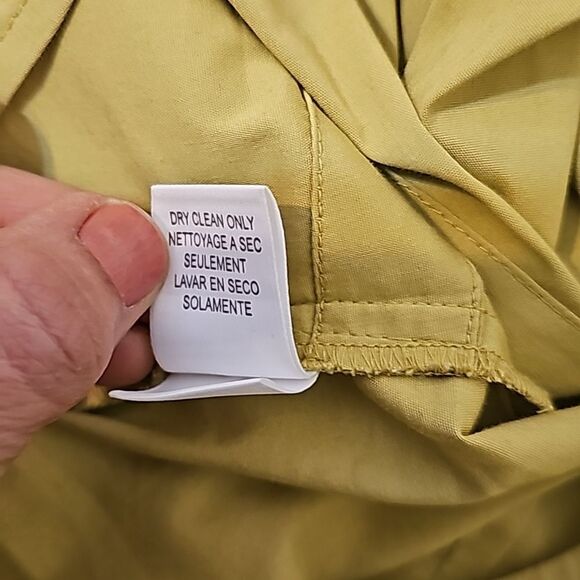 DRY CLEAN ONLY
NETTOYAGE A SEC
SEULEMENT
LAVAR EN SECO
SOLAMENTE